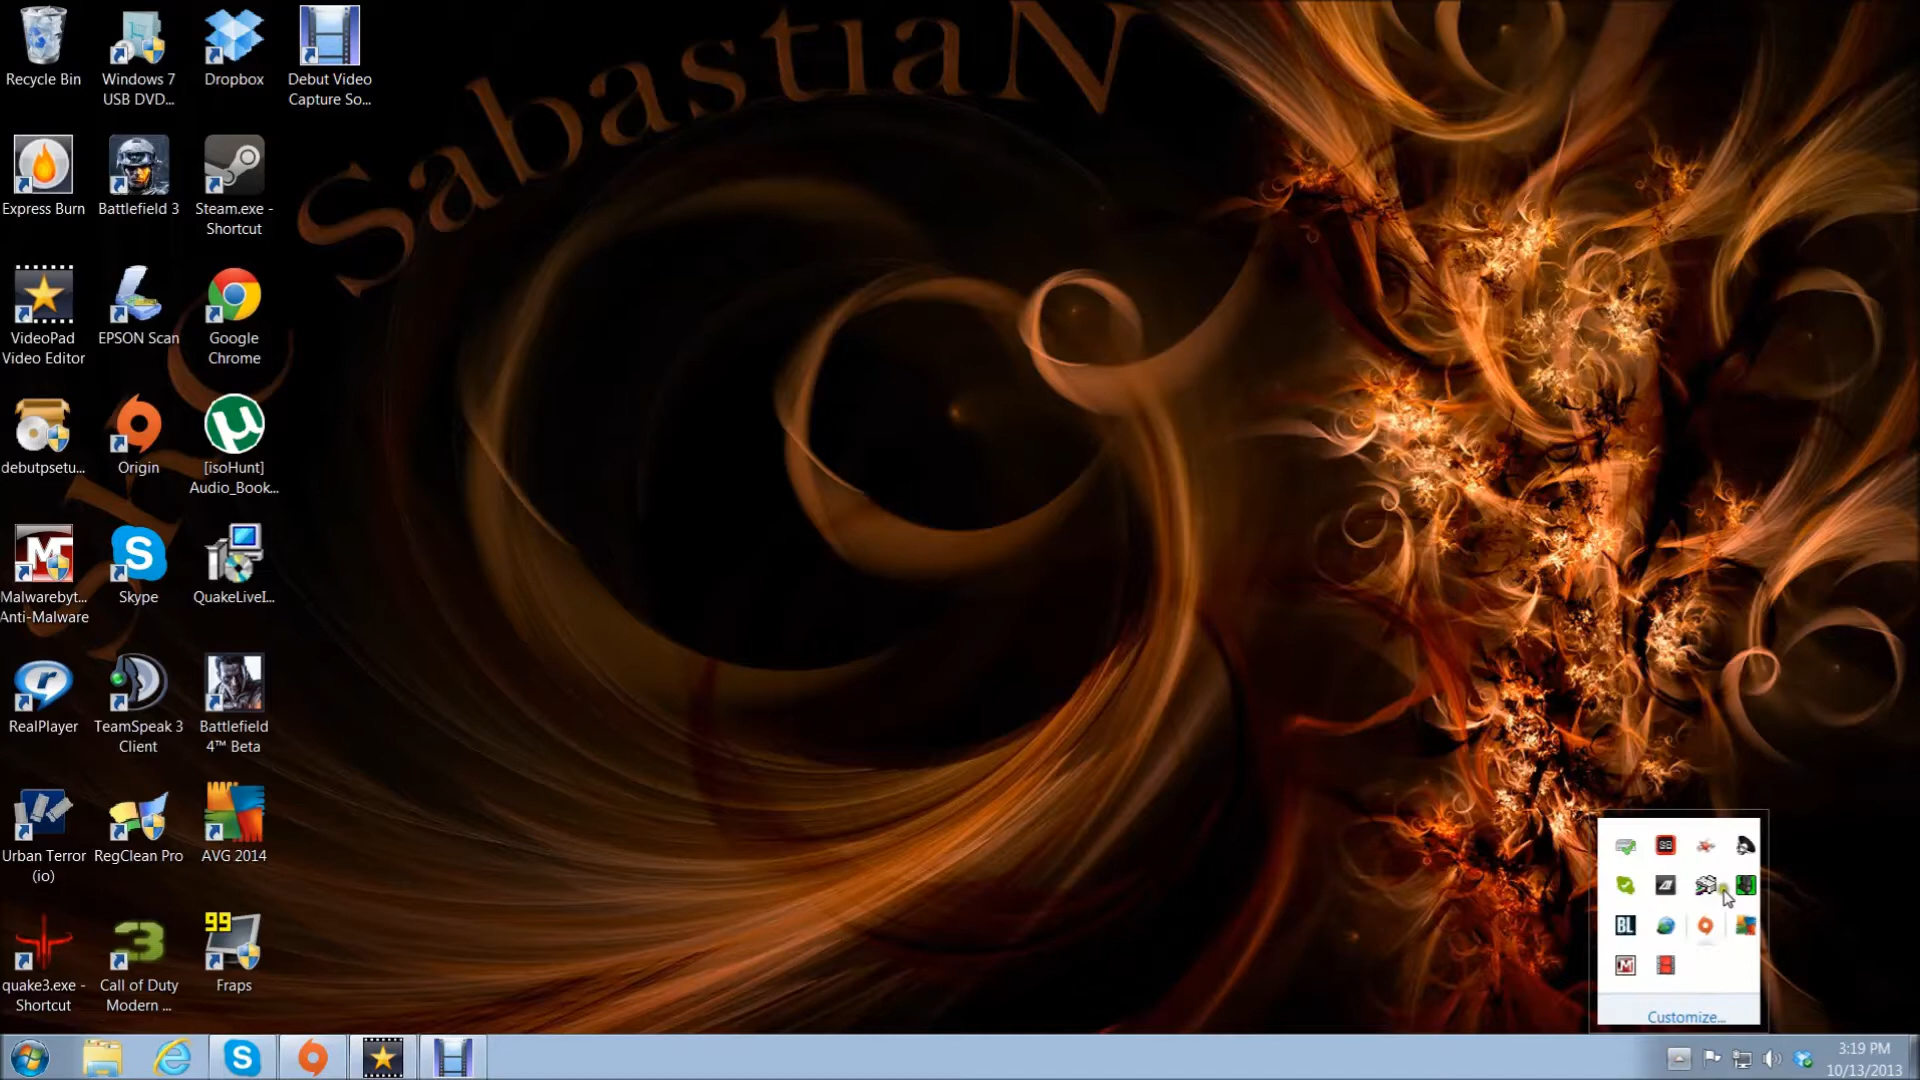 SabastiaN
Recycle Bin
Windows 7
USB DVD...
Dropbox
Debut Video
Capture So...
Express Burn
Battlefield 3
Steam.exe -
Shortcut
VideoPad
Video Editor
EPSON Scan
Google
Chrome
debutpsetu...
Origin
[isoHunt]
Audio_Book...
Malwarebyt...
Anti-Malware
Skype
QuakeLiveI...
RealPlayer
TeamSpeak 3
Client
Battlefield
4™ Beta
Urban Terror
(io)
RegClean Pro
AVG 2014
99
quake3.exe -
Shortcut
Call of Duty
Modern ...
Fraps
BL
Customize...
3:19 PM
10/13/2013